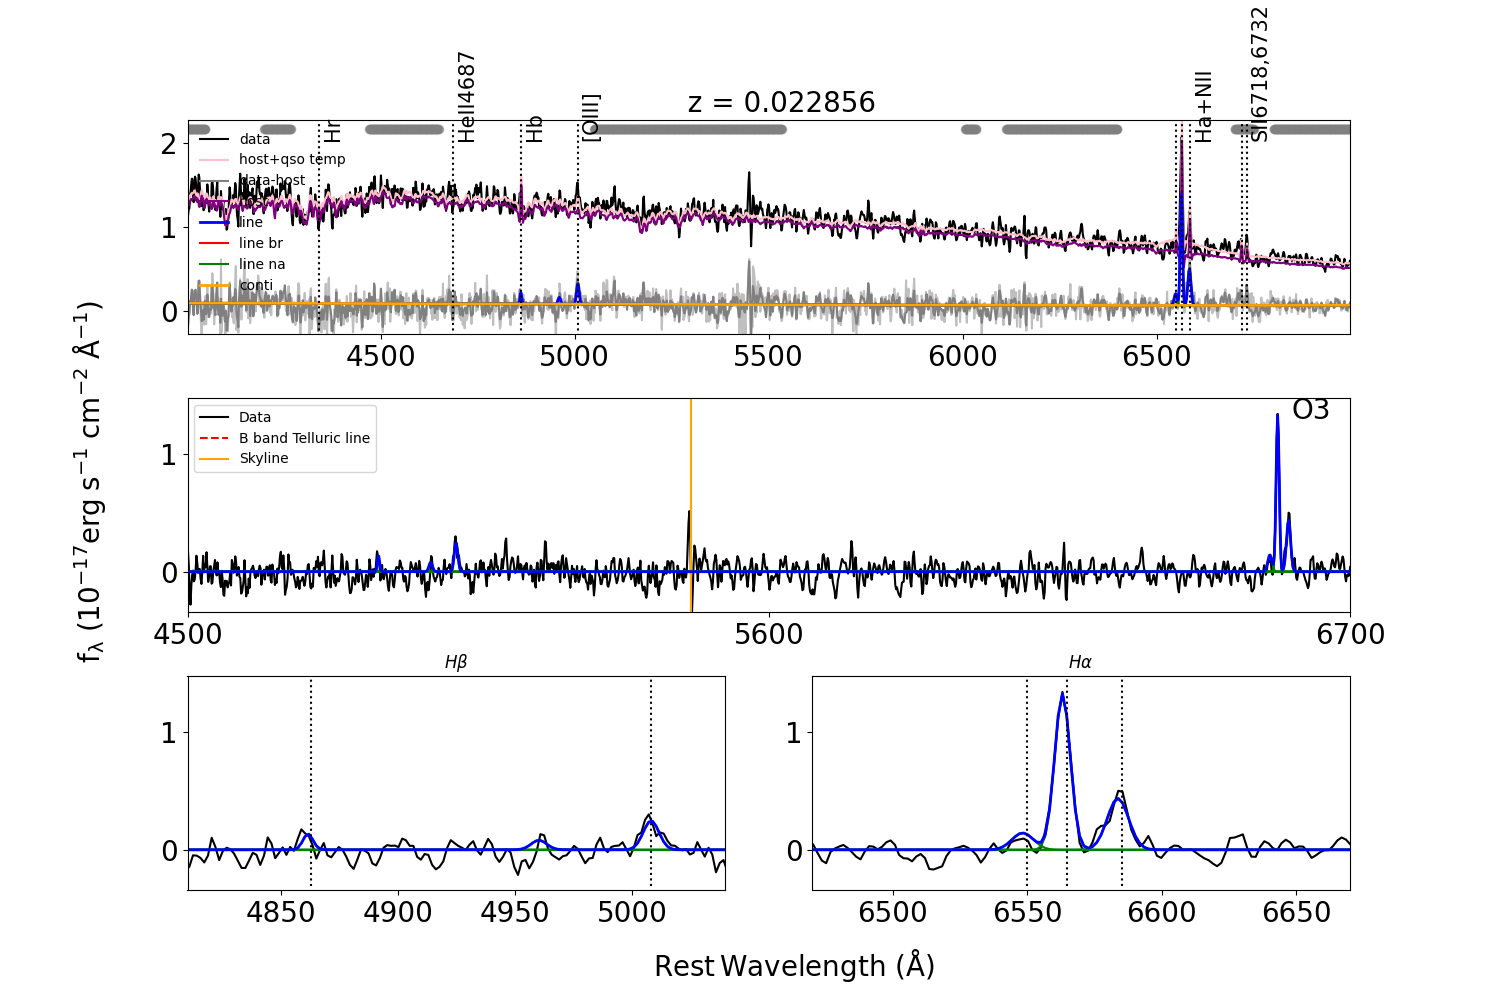 z = 0.022856
Hr
HeII4687
Hb
[OIII]
Ha+NII
SII6718,6732
data
host+qso temp
data-host
host
line
line br
line na
conti
2
1
0
4500
5000
5500
6000
6500
fλ (10⁻¹⁷erg s⁻¹ cm⁻² Å⁻¹)
Data
B band Telluric line
Skyline
O3
1
0
4500
5600
6700
Hβ
1
0
4850
4900
4950
5000
Hα
1
0
6500
6550
6600
6650
Rest Wavelength (Å)